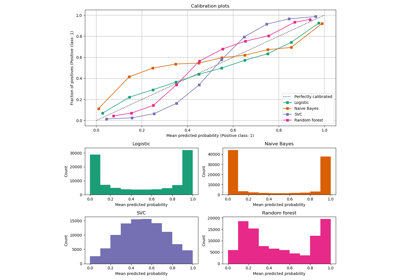 Calibration plots
Fraction of positives (Positive class: 1)
1.0
0.8
0.6
0.4
0.2
0.0
Perfectly calibrated
Logistic
Naive Bayes
SVC
Random forest
0.0 0.2 0.4 0.6 0.8 1.0
Mean predicted probability (Positive class: 1)
Logistic
Count
30000
20000
10000
0
0.0 0.2 0.4 0.6 0.8 1.0
Mean predicted probability
Naive Bayes
Count
40000
20000
0
0.0 0.2 0.4 0.6 0.8 1.0
Mean predicted probability
SVC
Count
15000
10000
5000
0
0.0 0.2 0.4 0.6 0.8 1.0
Mean predicted probability
Random forest
Count
20000
15000
10000
5000
0
0.0 0.2 0.4 0.6 0.8 1.0
Mean predicted probability